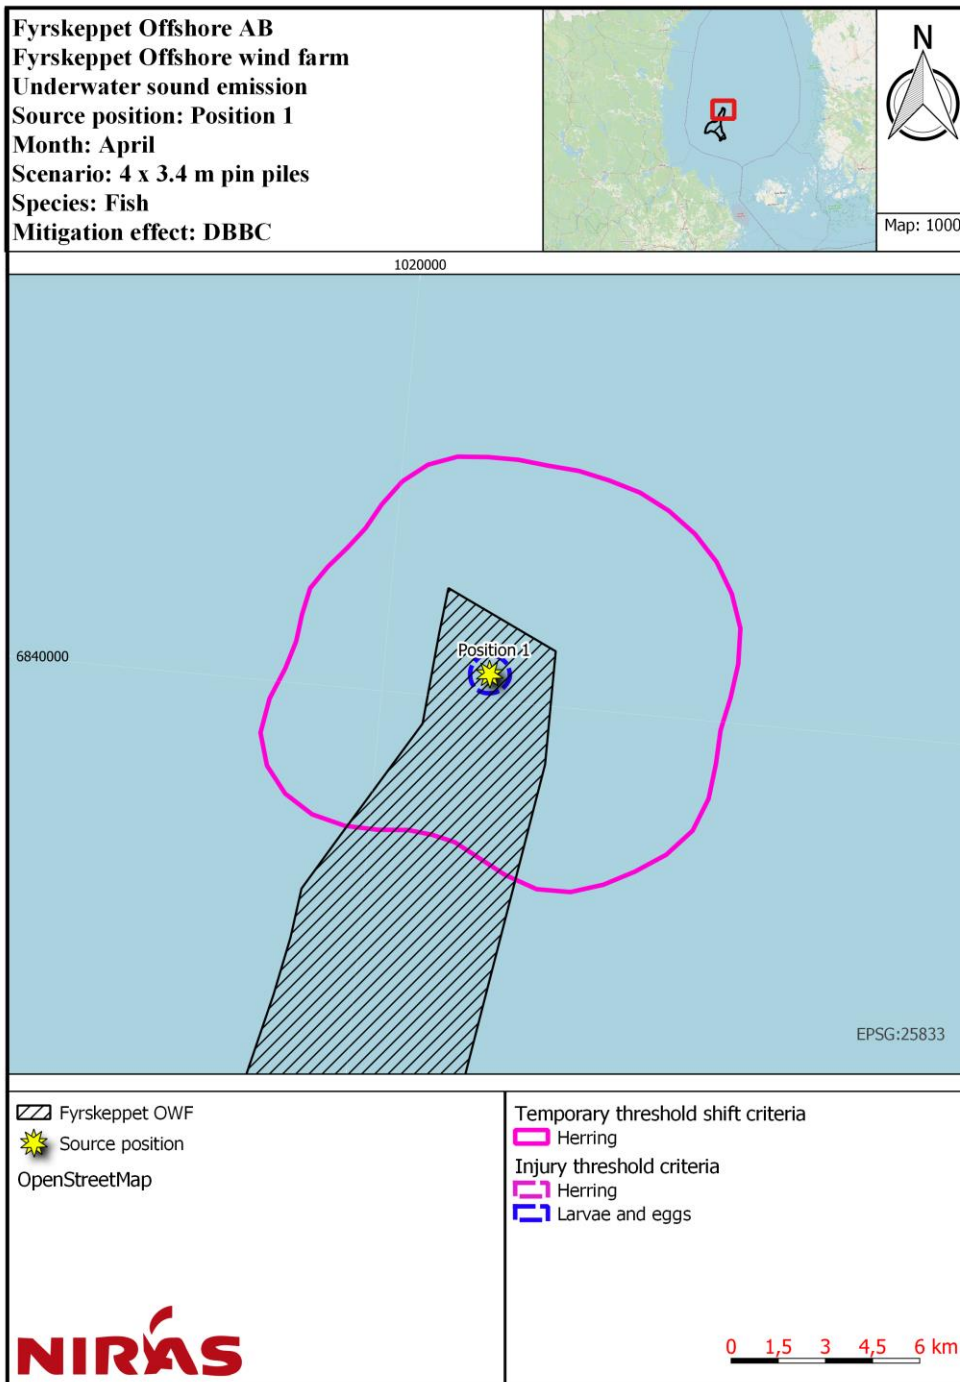 Fyrskeppet Offshore AB
Fyrskeppet Offshore wind farm
Underwater sound emission
Source position: Position 1
Month: April
Scenario: 4 x 3.4 m pin piles
Species: Fish
Mitigation effect: DBBC
N
Map: 1000
1020000
6840000
Position 1
EPSG:25833
Fyrskeppet OWF
Source position
OpenStreetMap
Temporary threshold shift criteria
Herring
Injury threshold criteria
Herring
Larvae and eggs
NIRAS
0 1,5 3 4,5 6 km